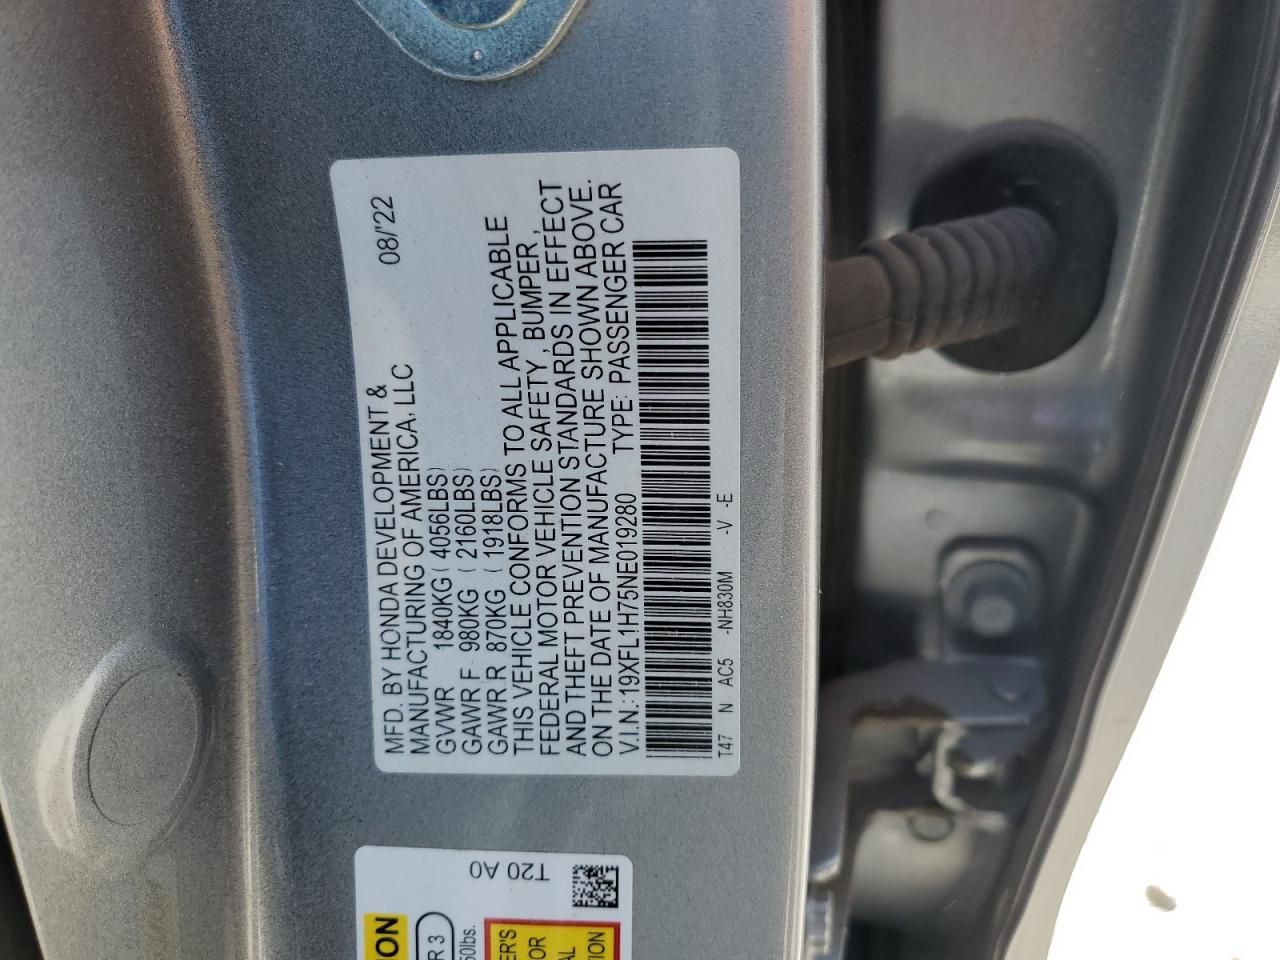 MFD. BY HONDA DEVELOPMENT & 08/'22
MANUFACTURING OF AMERICA, LLC
GVWR 1840KG ( 4056LBS)
GAWR F 980KG ( 2160LBS)
GAWR R 870KG ( 1918LBS)
THIS VEHICLE CONFORMS TO ALL APPLICABLE
FEDERAL MOTOR VEHICLE SAFETY, BUMPER,
AND THEFT PREVENTION STANDARDS IN EFFECT
ON THE DATE OF MANUFACTURE SHOWN ABOVE.
V.I.N.: 19XFL1H75NE019280 TYPE: PASSENGER CAR
T47 N AC5 -NH830M -V -E
T20 A0